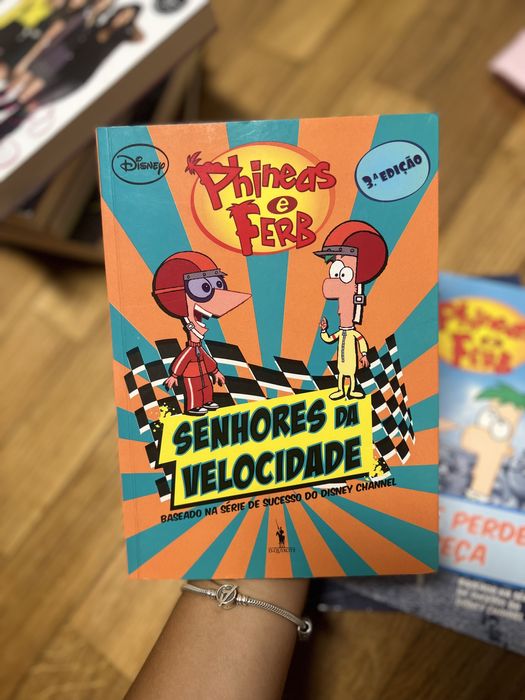 Disney
Phineas
e
Ferb
3.ª EDIÇÃO
SENHORES DA
VELOCIDADE
BASEADO NA SÉRIE DE SUCESSO DO DISNEY CHANNEL
D.QUIXOTE
Phineas
e
Ferb
PERDE
EÇA